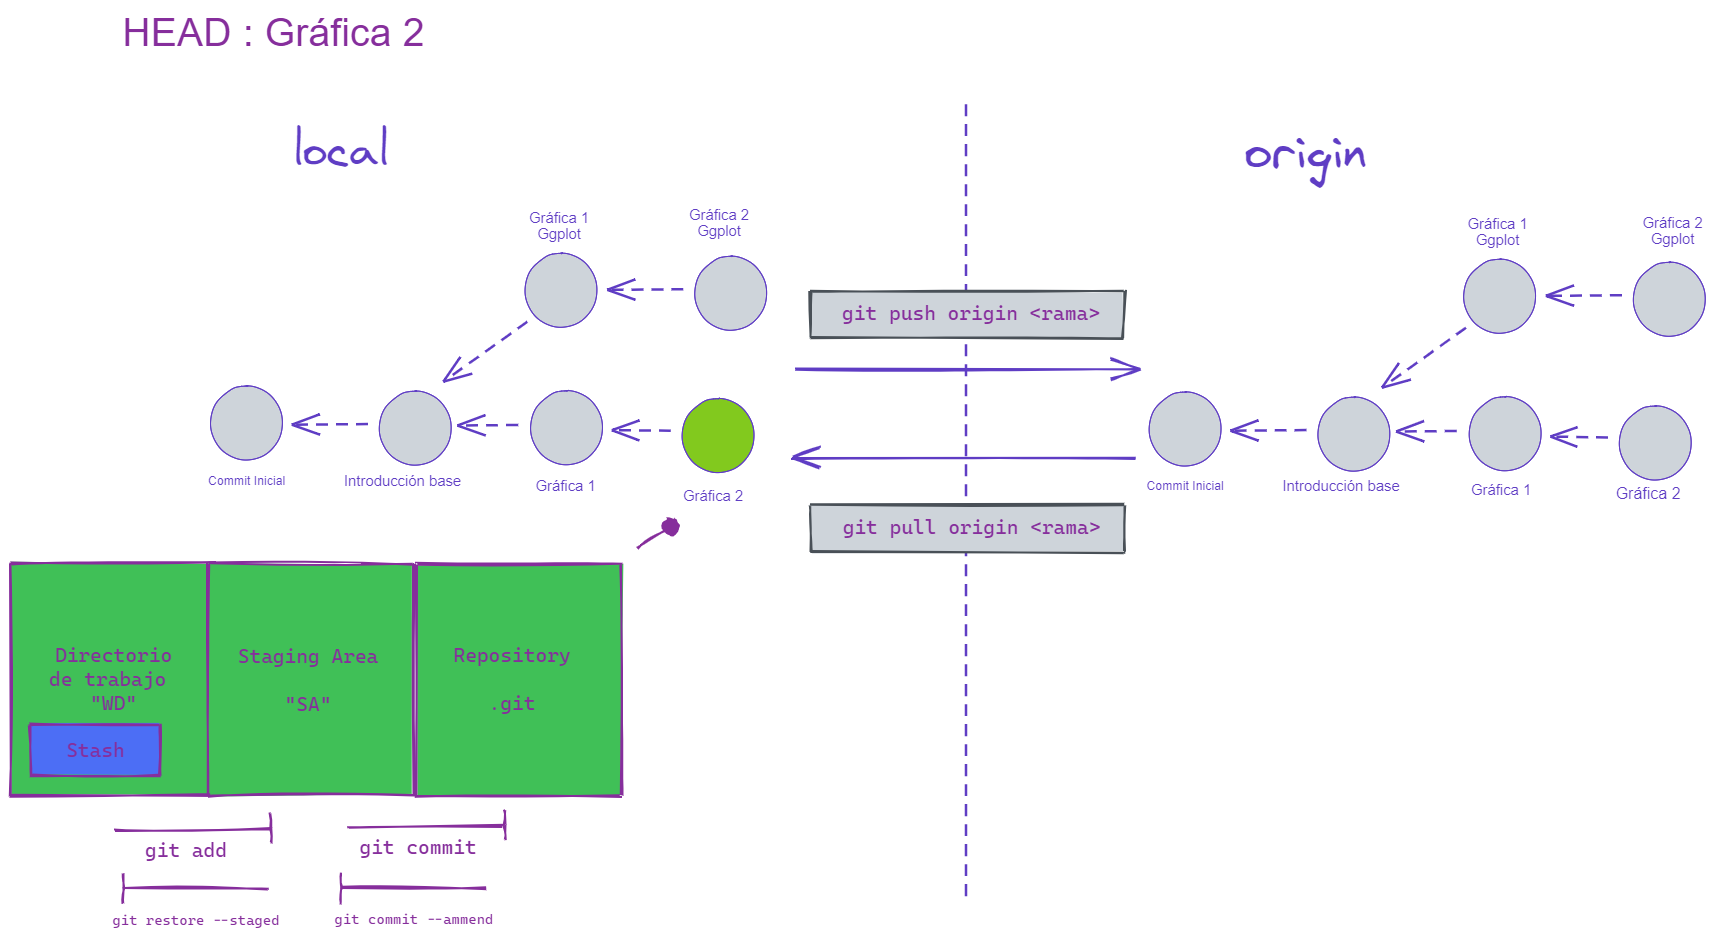 HEAD : Gráfica 2
local
origin
Gráfica 1
Ggplot
Gráfica 2
Ggplot
Gráfica 1
Ggplot
Gráfica 2
Ggplot
git push origin <rama>
Commit Inicial
Introducción base
Gráfica 1
Gráfica 2
Commit Inicial
Introducción base
Gráfica 1
Gráfica 2
git pull origin <rama>
Directorio
de trabajo
"WD"
Stash
Staging Area
"SA"
Repository
.git
git add
git commit
git restore --staged
git commit --ammend